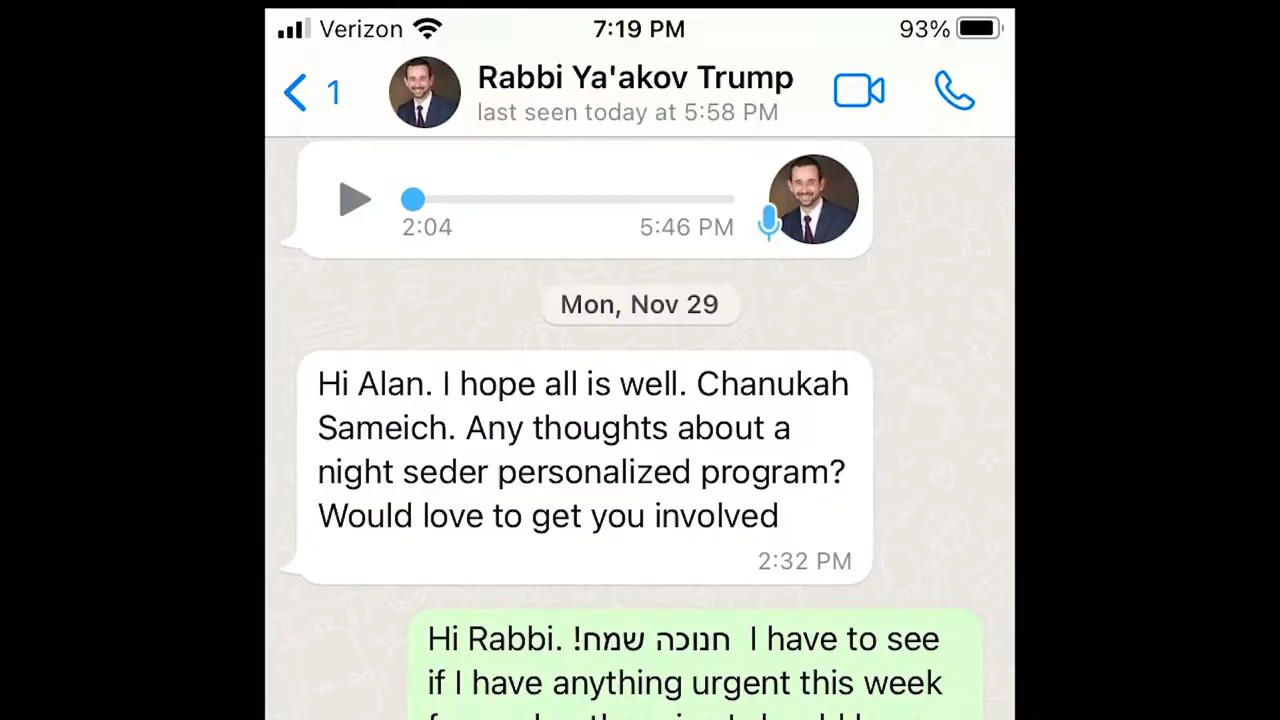 Verizon 7:19 PM 93%
1 Rabbi Ya'akov Trump
last seen today at 5:58 PM
2:04 5:46 PM
Mon, Nov 29
Hi Alan. I hope all is well. Chanukah
Sameich. Any thoughts about a
night seder personalized program?
Would love to get you involved
2:32 PM
Hi Rabbi. חנוכה שמח! I have to see
if I have anything urgent this week